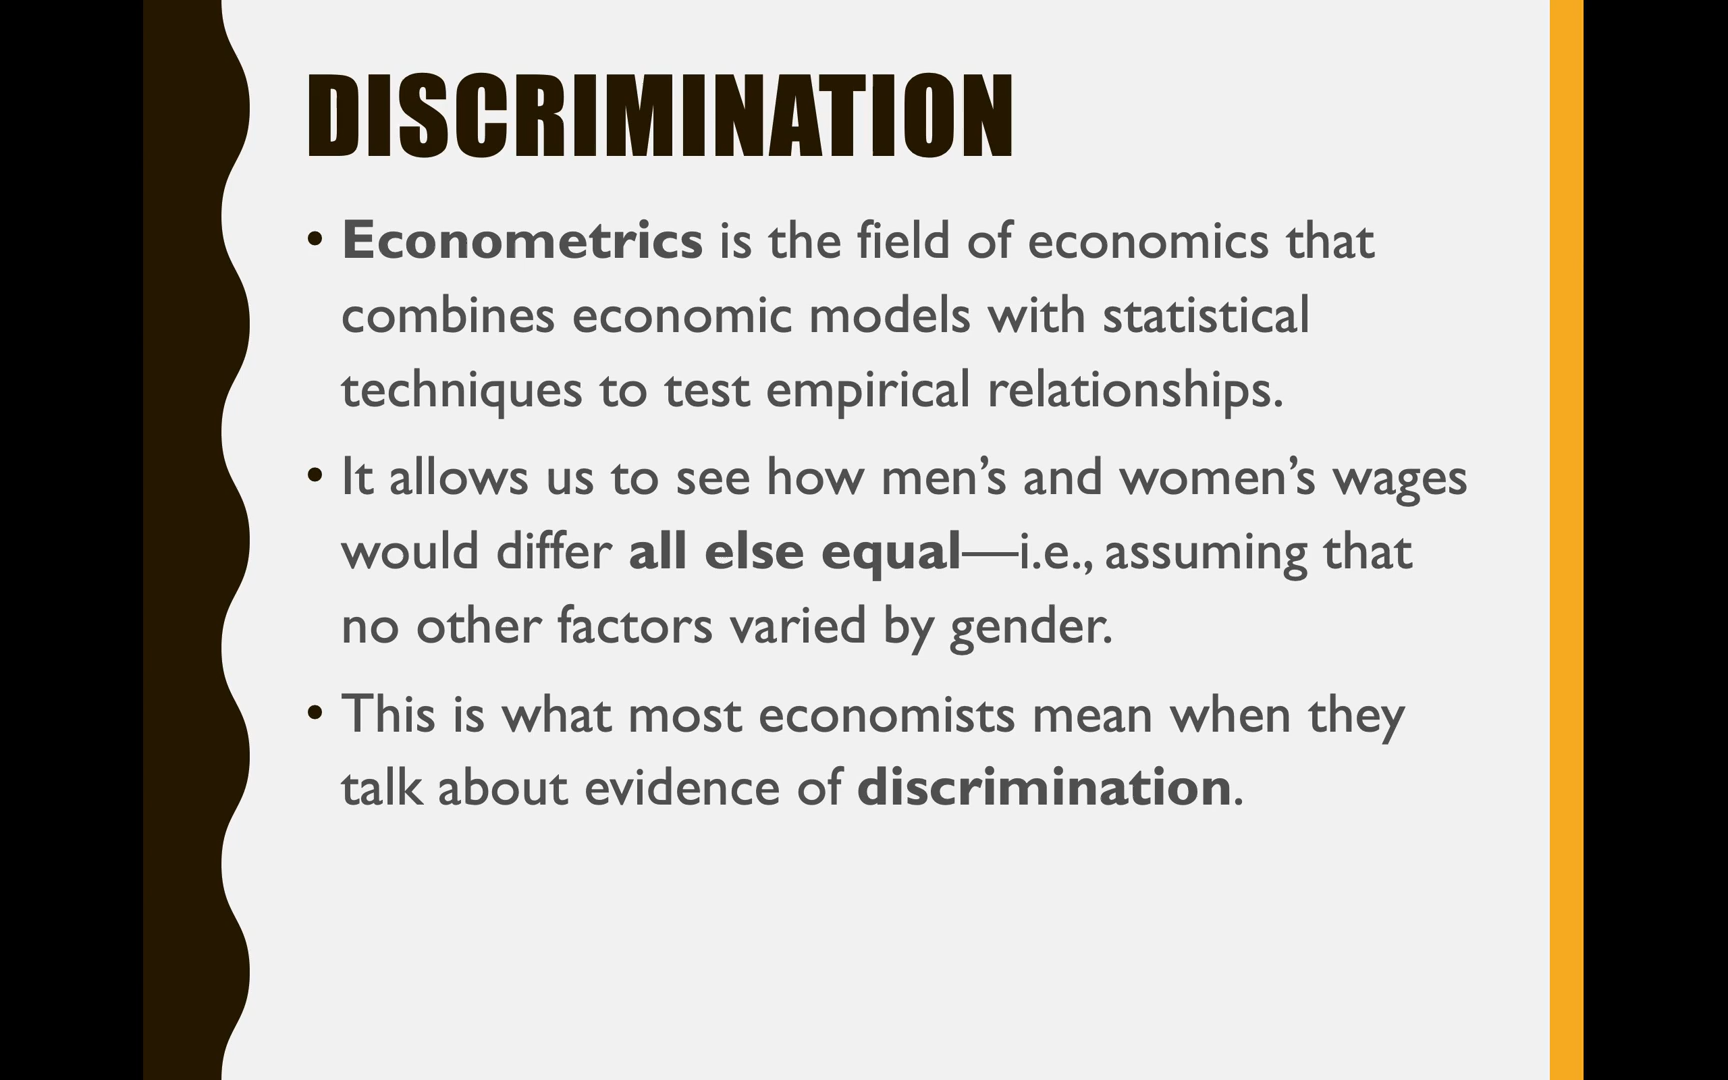 DISCRIMINATION
• Econometrics is the field of economics that
combines economic models with statistical
techniques to test empirical relationships.
• It allows us to see how men’s and women’s wages
would differ all else equal—i.e., assuming that
no other factors varied by gender.
• This is what most economists mean when they
talk about evidence of discrimination.